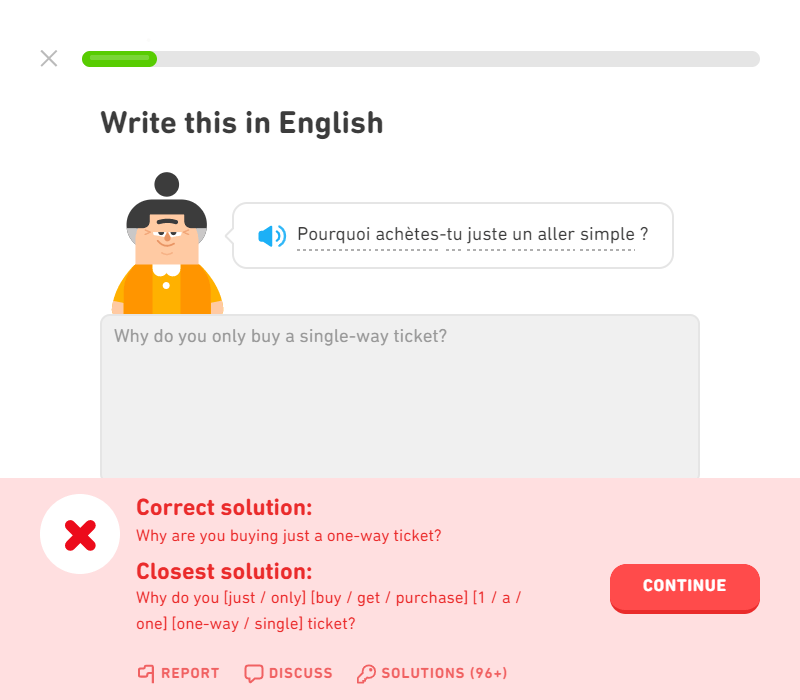 Write this in English
Pourquoi achètes-tu juste un aller simple ?
Why do you only buy a single-way ticket?
Correct solution:
Why are you buying just a one-way ticket?
Closest solution:
Why do you [just / only] [buy / get / purchase] [1 / a /
one] [one-way / single] ticket?
CONTINUE
REPORT DISCUSS SOLUTIONS (96+)